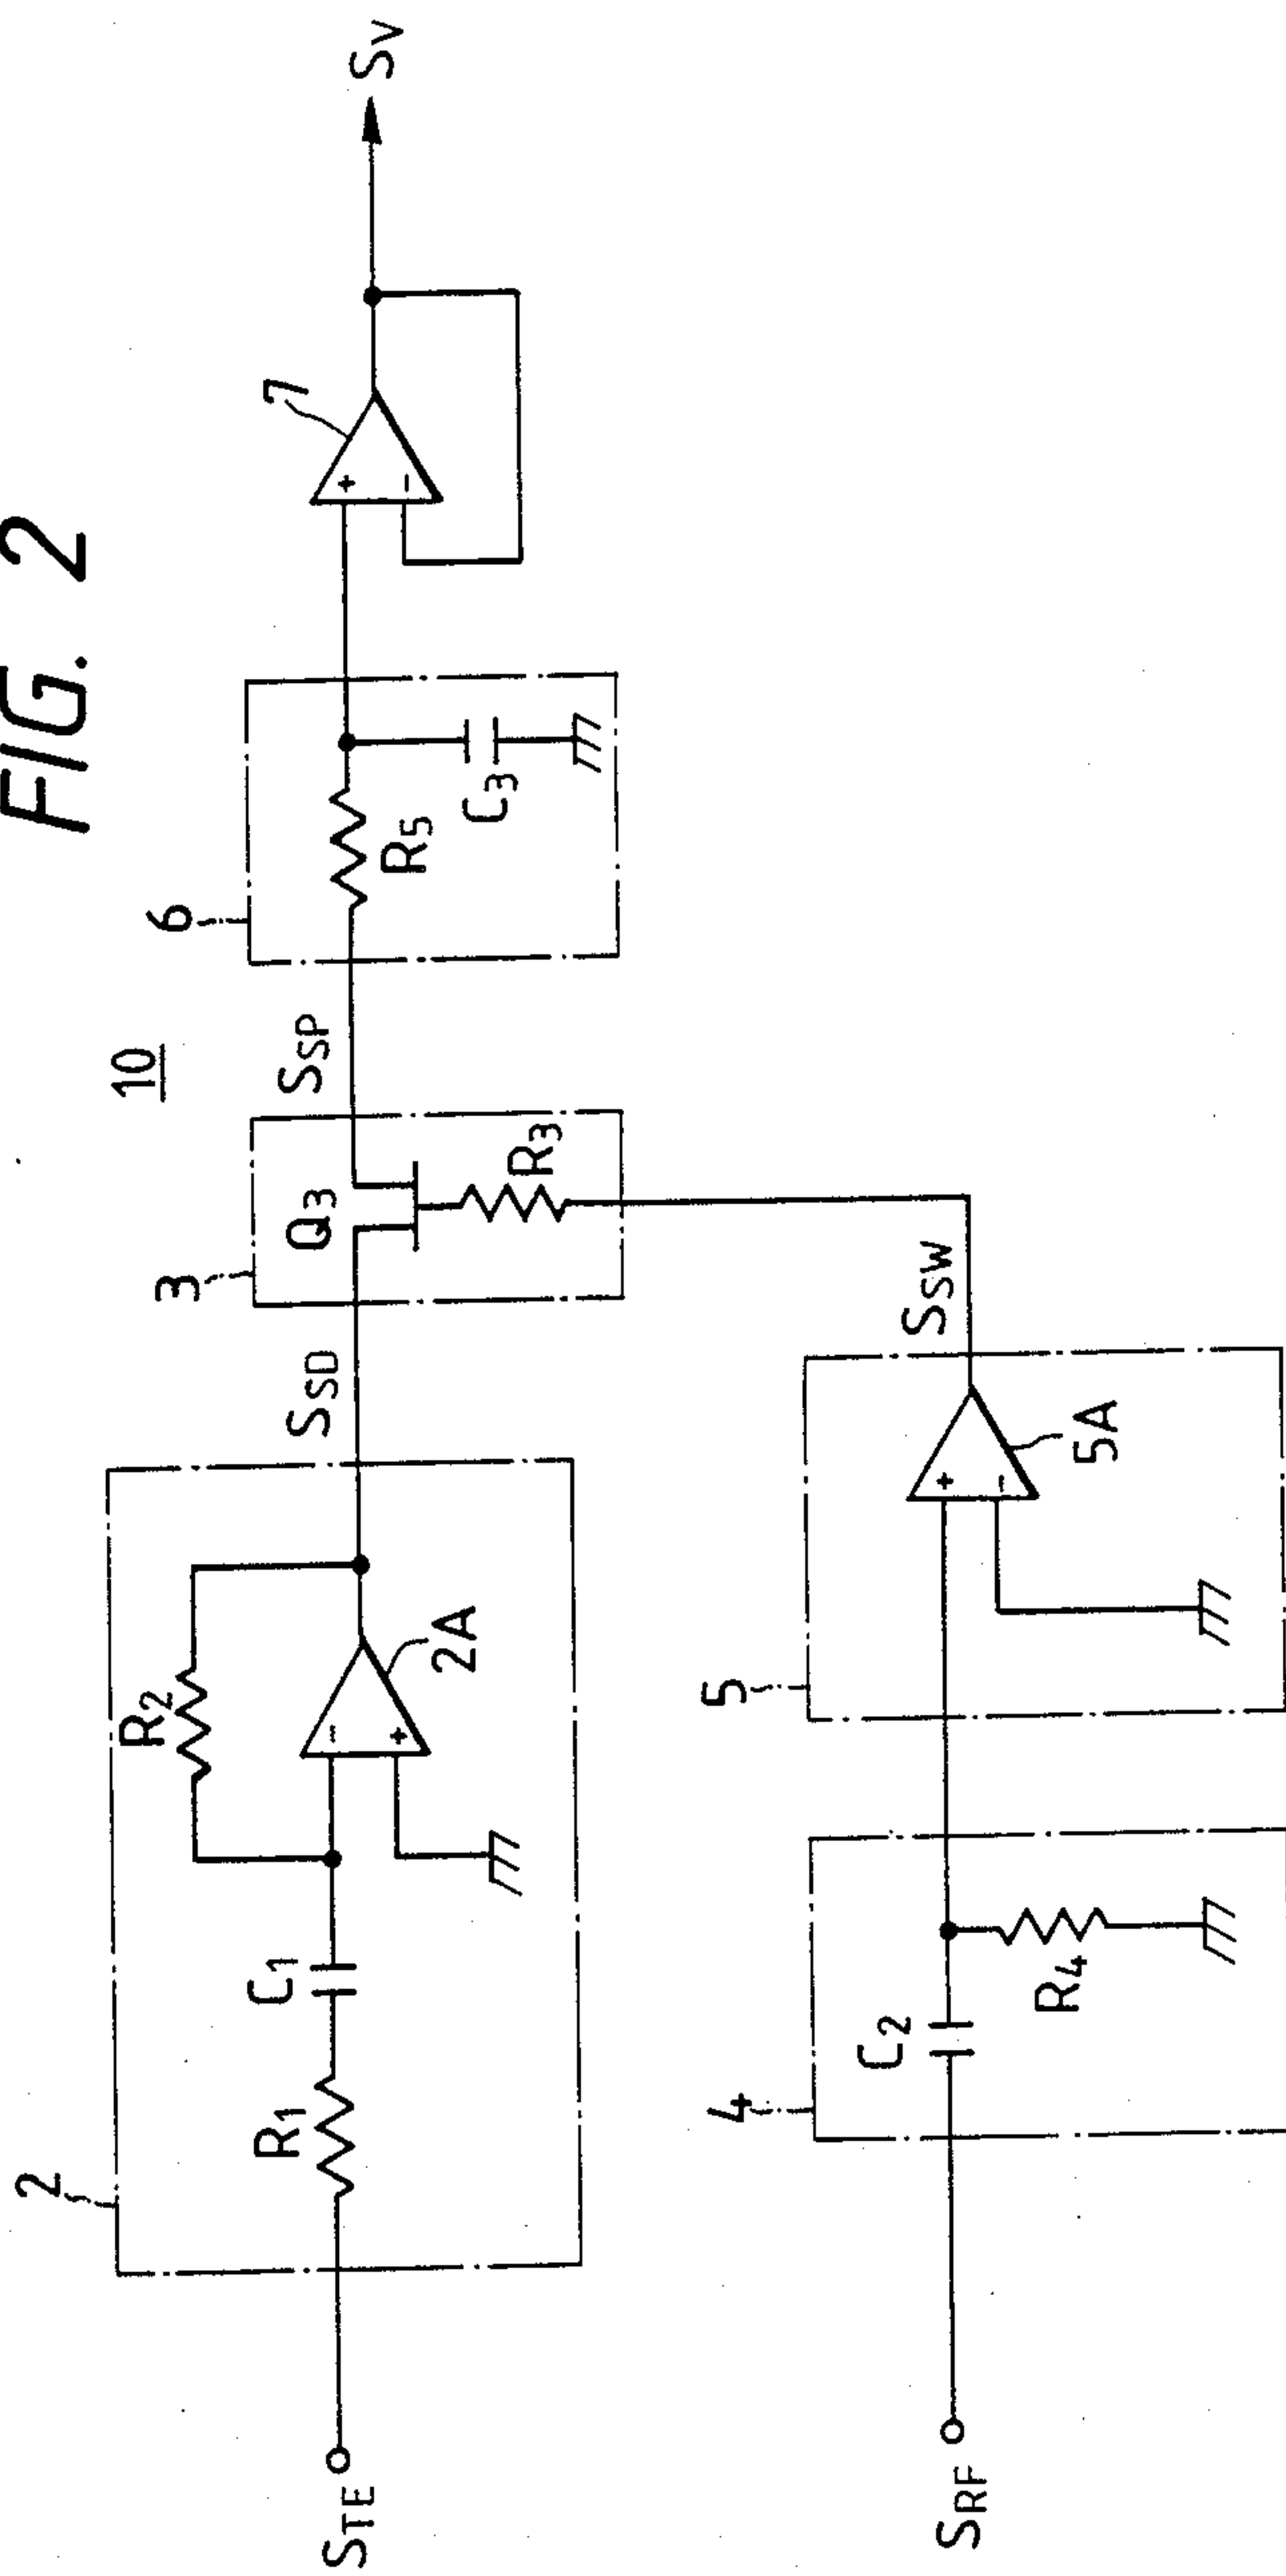 FIG. 2
10
2
R₂
R₁
C₁
2A
S_TE
S_SD
3
Q₃
R₃
S_SP
6
R₅
C₃
7
+
−
S_V
−
+
4
C₂
R₄
S_RF
5
+
−
5A
S_SW